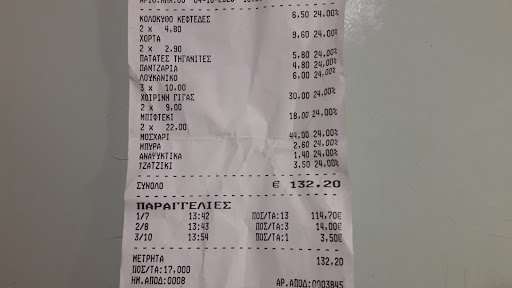 04-10-2020
ΚΟΛΟΚΥΘΟ ΚΕΦΤΕΔΕΣ 6,50 24,00%
2 x 4,80
ΧΟΡΤΑ 9,60 24,00%
2 x 2,90
ΠΑΤΑΤΕΣ ΤΗΓΑΝΙΤΕΣ 5,80 24,00%
ΠΑΝΤΖΑΡΙΑ 4,80 24,00%
ΛΟΥΚΑΝΙΚΟ 6,00 24,00%
3 x 10,00
ΧΟΙΡΙΝΗ ΓΙΓΑΣ 30,00 24,00%
2 x 9,00
ΜΠΙΦΤΕΚΙ 18,00 24,00%
2 x 22,00
ΜΟΣΧΑΡΙ 44,00 24,00%
ΜΠΥΡΑ 2,60 24,00%
ΑΝΑΨΥΚΤΙΚΑ 1,40 24,00%
ΤΖΑΤΖΙΚΙ 3,50 24,00%
ΣΥΝΟΛΟ € 132,20
ΠΑΡΑΓΓΕΛΙΕΣ
1/7 13:42 ΠΟΣ/ΤΑ:13 114,70€
2/8 13:43 ΠΟΣ/ΤΑ:3 14,00€
3/10 13:54 ΠΟΣ/ΤΑ:1 3,50€
ΜΕΤΡΗΤΑ 132,20
ΠΟΣ/ΤΑ:17,000
ΗΜ.ΑΠΟΔ:0008 ΑΡ.ΑΠΟΔ:0003845